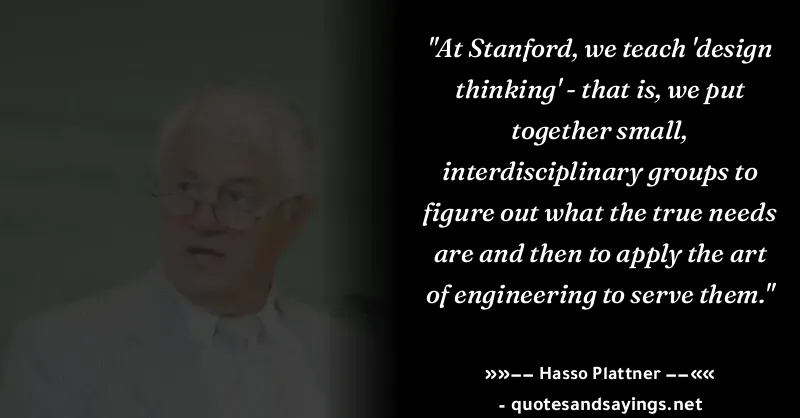 "At Stanford, we teach 'design
thinking' - that is, we put
together small,
interdisciplinary groups to
figure out what the true needs
are and then to apply the art
of engineering to serve them."
»»−− Hasso Plattner −−««
- quotesandsayings.net